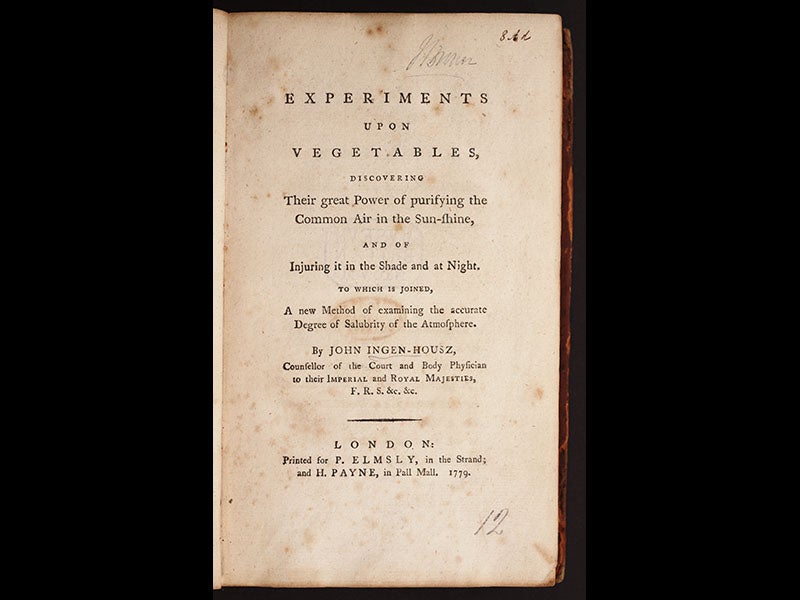 EXPERIMENTS
UPON
VEGETABLES,
DISCOVERING
Their great Power of purifying the
Common Air in the Sun-ſhine,
AND OF
Injuring it in the Shade and at Night.
TO WHICH IS JOINED,
A new Method of examining the accurate
Degree of Salubrity of the Atmoſphere.
By JOHN INGEN-HOUSZ,
Counſellor of the Court and Body Phyſician
to their IMPERIAL and ROYAL MAJESTIES,
F. R. S. &c. &c.
LONDON:
Printed for P. ELMSLY, in the Strand;
and H. PAYNE, in Pall Mall. 1779.
12